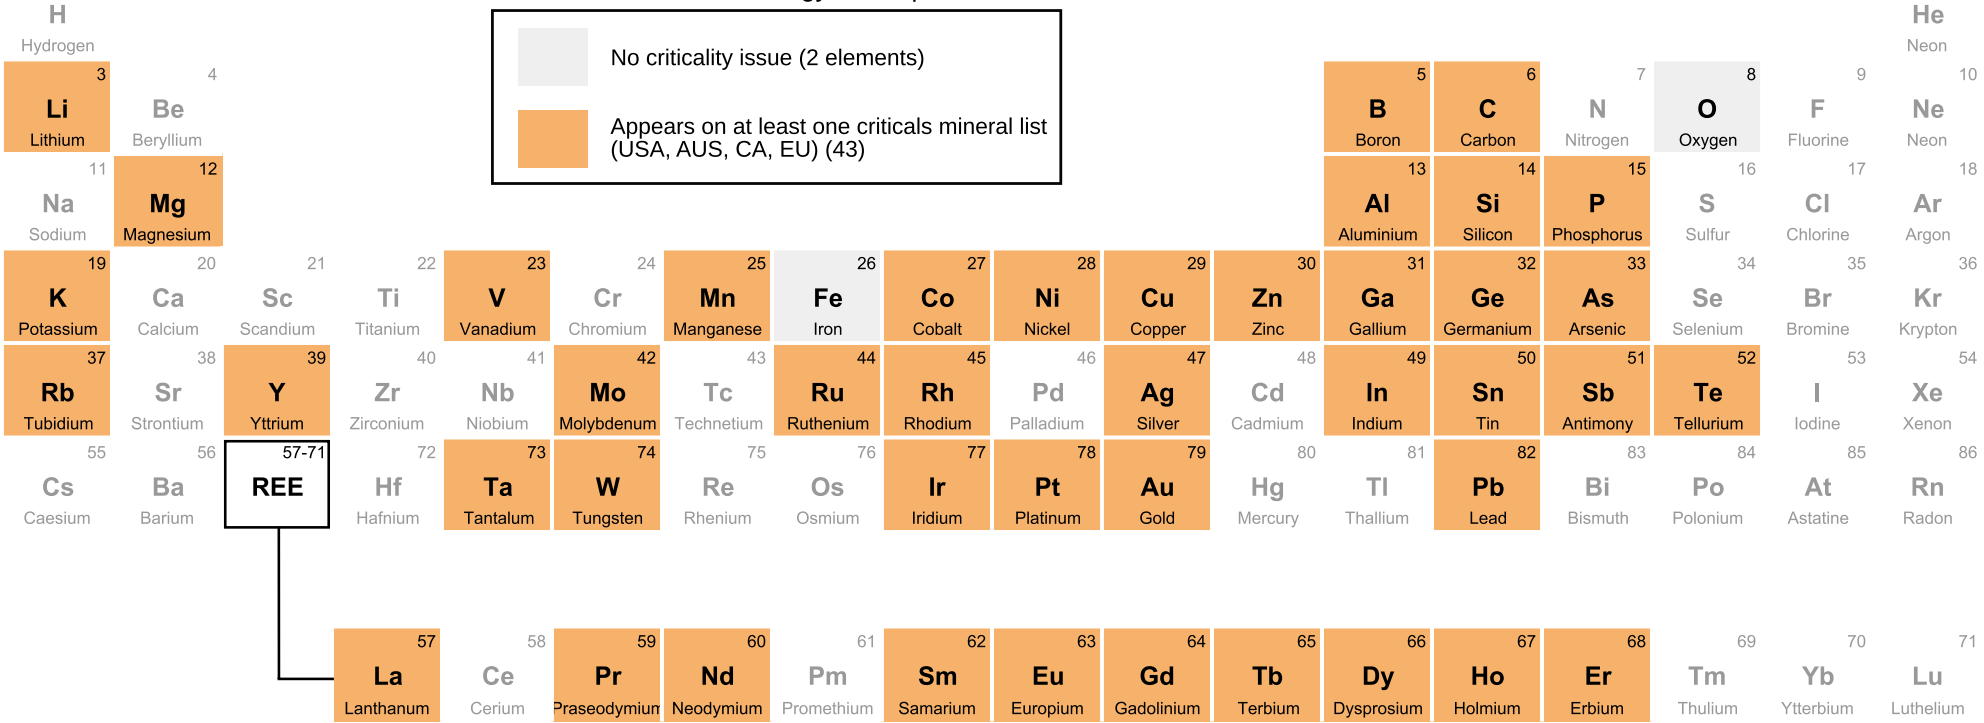 H He
Hydrogen Neon
No criticality issue (2 elements)
Appears on at least one criticals mineral list
(USA, AUS, CA, EU) (43)
3 4 5 6 7 8 9 10
Li Be B C N O F Ne
Lithium Beryllium Boron Carbon Nitrogen Oxygen Fluorine Neon
11 12 13 14 15 16 17 18
Na Mg Al Si P S Cl Ar
Sodium Magnesium Aluminium Silicon Phosphorus Sulfur Chlorine Argon
19 20 21 22 23 24 25 26 27 28 29 30 31 32 33 34 35 36
K Ca Sc Ti V Cr Mn Fe Co Ni Cu Zn Ga Ge As Se Br Kr
Potassium Calcium Scandium Titanium Vanadium Chromium Manganese Iron Cobalt Nickel Copper Zinc Gallium Germanium Arsenic Selenium Bromine Krypton
37 38 39 40 41 42 43 44 45 46 47 48 49 50 51 52 53 54
Rb Sr Y Zr Nb Mo Tc Ru Rh Pd Ag Cd In Sn Sb Te I Xe
Tubidium Strontium Yttrium Zirconium Niobium Molybdenum Technetium Ruthenium Rhodium Palladium Silver Cadmium Indium Tin Antimony Tellurium Iodine Xenon
55 56 57-71 72 73 74 75 76 77 78 79 80 81 82 83 84 85 86
Cs Ba REE Hf Ta W Re Os Ir Pt Au Hg Tl Pb Bi Po At Rn
Caesium Barium Hafnium Tantalum Tungsten Rhenium Osmium Iridium Platinum Gold Mercury Thallium Lead Bismuth Polonium Astatine Radon
57 58 59 60 61 62 63 64 65 66 67 68 69 70 71
La Ce Pr Nd Pm Sm Eu Gd Tb Dy Ho Er Tm Yb Lu
Lanthanum Cerium Praseodymium Neodymium Promethium Samarium Europium Gadolinium Terbium Dysprosium Holmium Erbium Thulium Ytterbium Luthelium